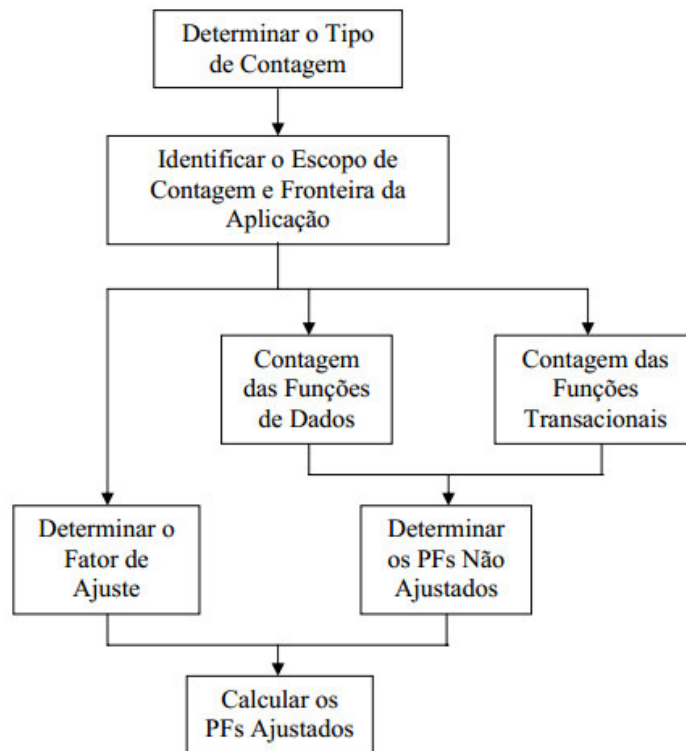 Determinar o Tipo
de Contagem
Identificar o Escopo de
Contagem e Fronteira da
Aplicação
Contagem
das Funções
de Dados
Contagem das
Funções
Transacionais
Determinar o
Fator de
Ajuste
Determinar
os PFs Não
Ajustados
Calcular os
PFs Ajustados